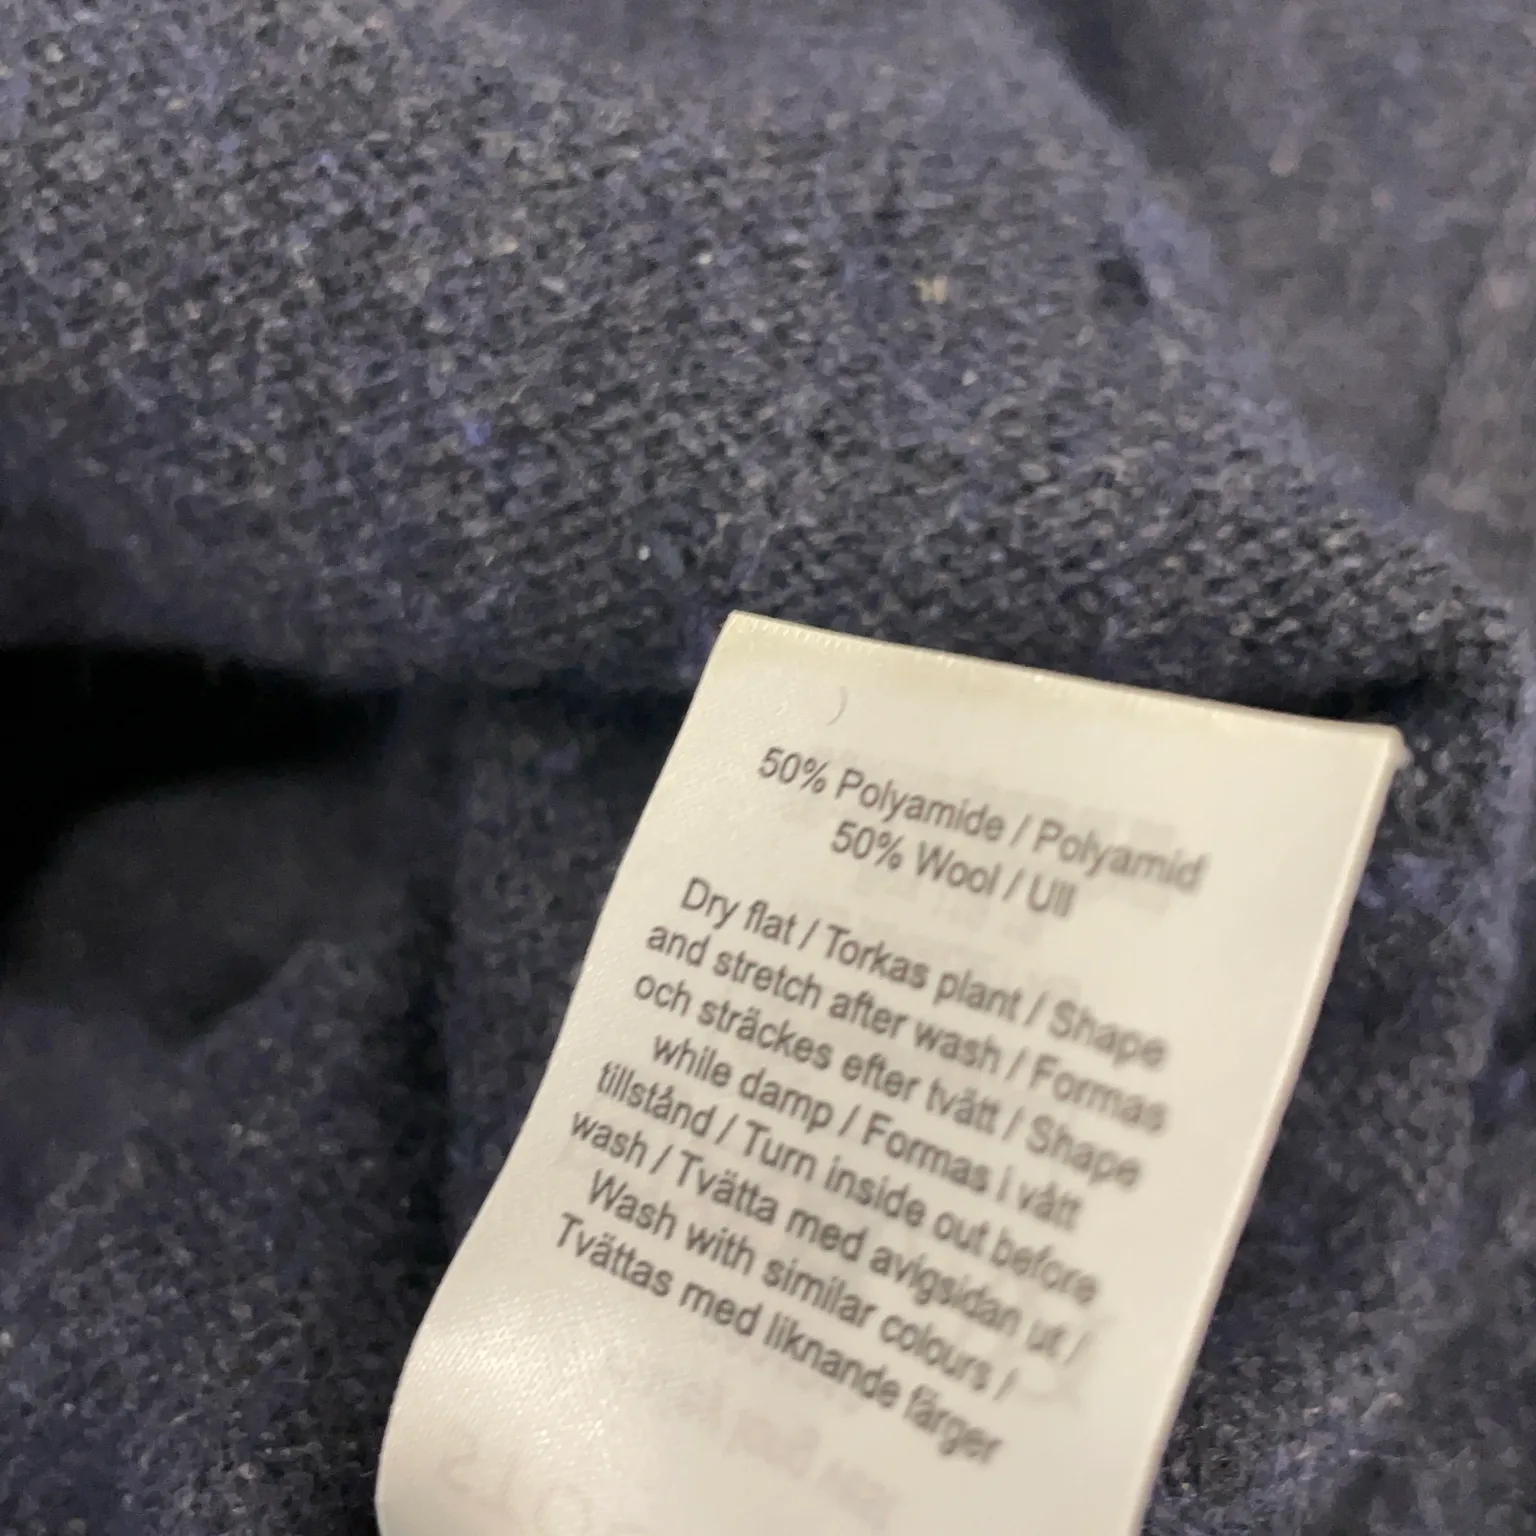 50% Polyamide / Polyamid
50% Wool / Ull
Dry flat / Torkas plant / Shape
and stretch after wash / Formas
och sträckes efter tvätt / Shape
while damp / Formas i vått
tillstånd / Turn inside out before
wash / Tvätta med avigsidan ut /
Wash with similar colours /
Tvättas med liknande färger